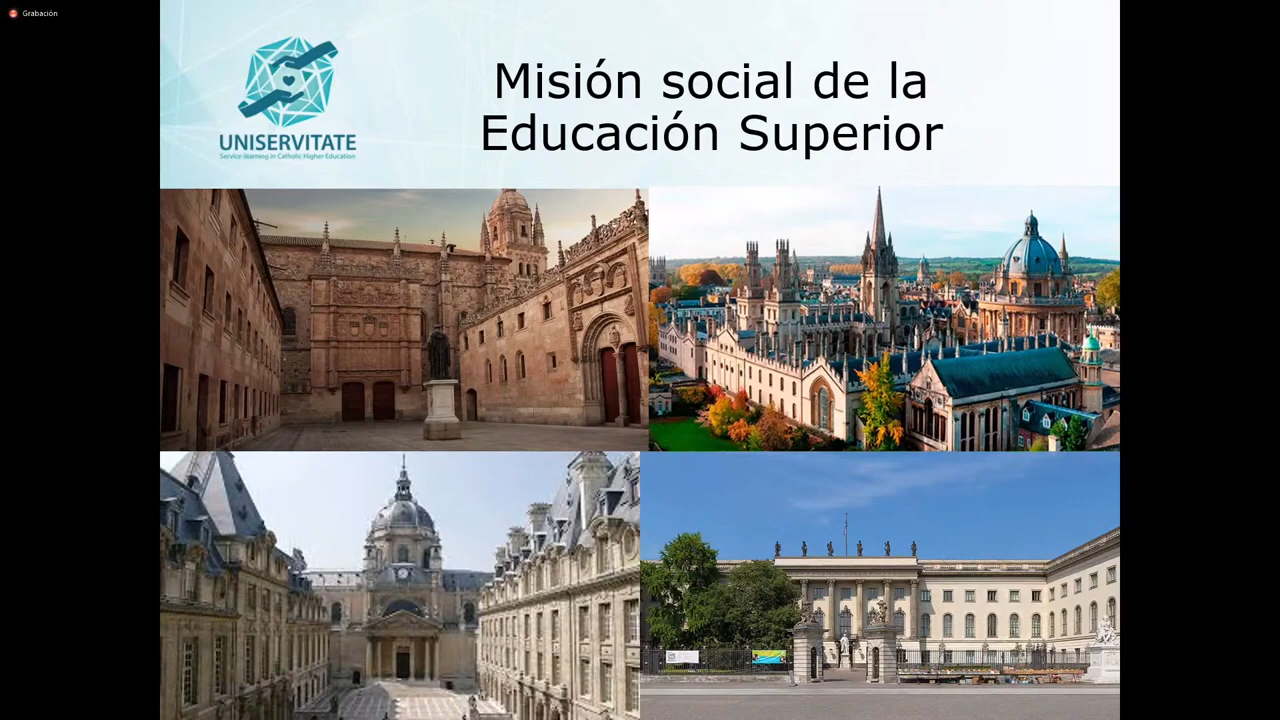 Grabación
Misión social de la
Educación Superior
UNISERVITATE
Service-learning in Catholic Higher Education